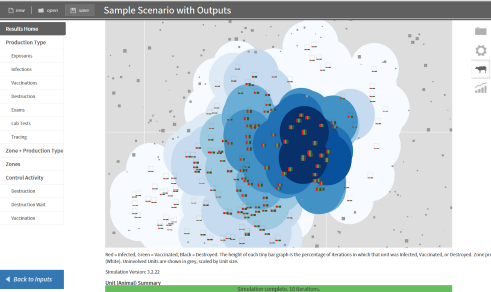 new
open
save
Sample Scenario with Outputs
Results Home
Production Type
Exposures
Infections
Vaccinations
Destruction
Exams
Lab Tests
Tracing
Zone + Production Type
Zones
Control Activity
Destruction
Destruction Wait
Vaccination
Back to Inputs
Red = Infected, Green = Vaccinated, Black = Destroyed. The height of each tiny bar graph is the percentage of iterations in which that unit was Infected, Vaccinated, or Destroyed. Zone pro
(White). Uninvolved Units are shown in grey, scaled by Unit size.
Simulation Version: 3.2.22
Unit (Animal) Summary
Simulation complete. 10 iterations.